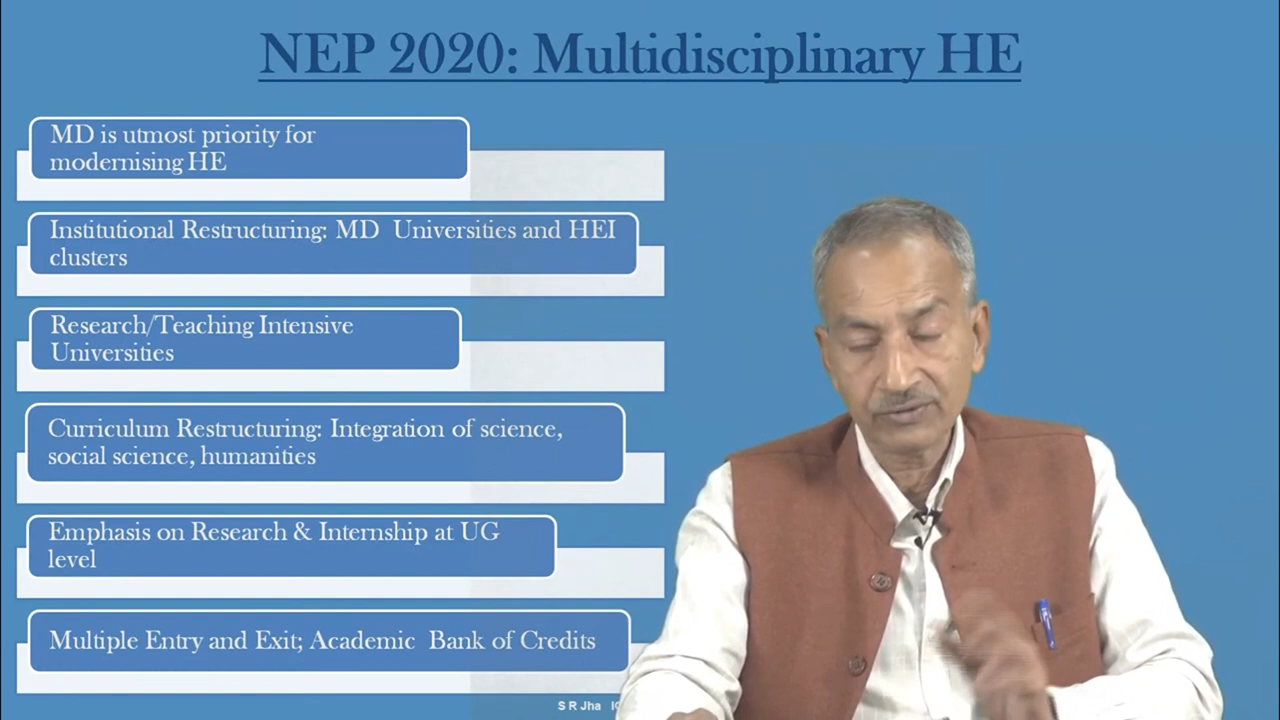 NEP 2020: Multidisciplinary HE
MD is utmost priority for
modernising HE
Institutional Restructuring: MD Universities and HEI
clusters
Research/Teaching Intensive
Universities
Curriculum Restructuring: Integration of science,
social science, humanities
Emphasis on Research & Internship at UG
level
Multiple Entry and Exit; Academic Bank of Credits
S R Jha